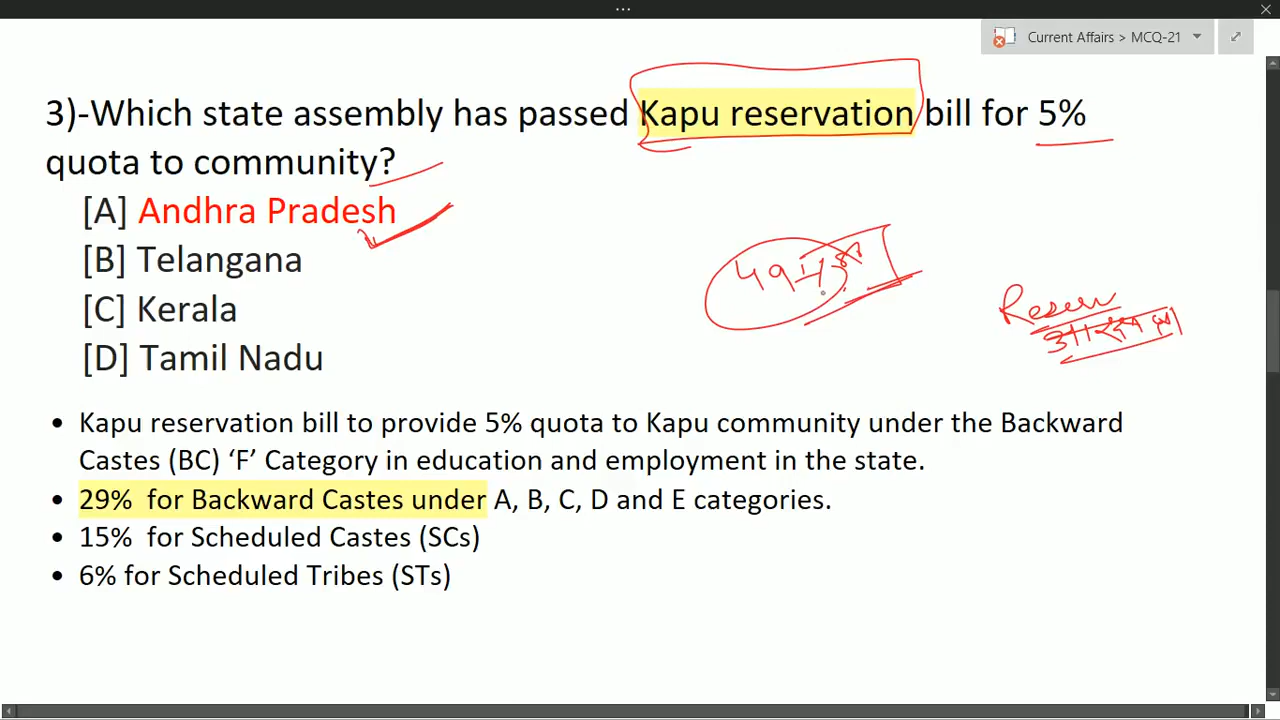 Current Affairs > MCQ-21
3)-Which state assembly has passed Kapu reservation bill for 5%
quota to community?
[A] Andhra Pradesh
[B] Telangana
[C] Kerala
[D] Tamil Nadu
Reser
• Kapu reservation bill to provide 5% quota to Kapu community under the Backward
Castes (BC) ‘F’ Category in education and employment in the state.
• 29%  for Backward Castes under A, B, C, D and E categories.
• 15%  for Scheduled Castes (SCs)
• 6% for Scheduled Tribes (STs)